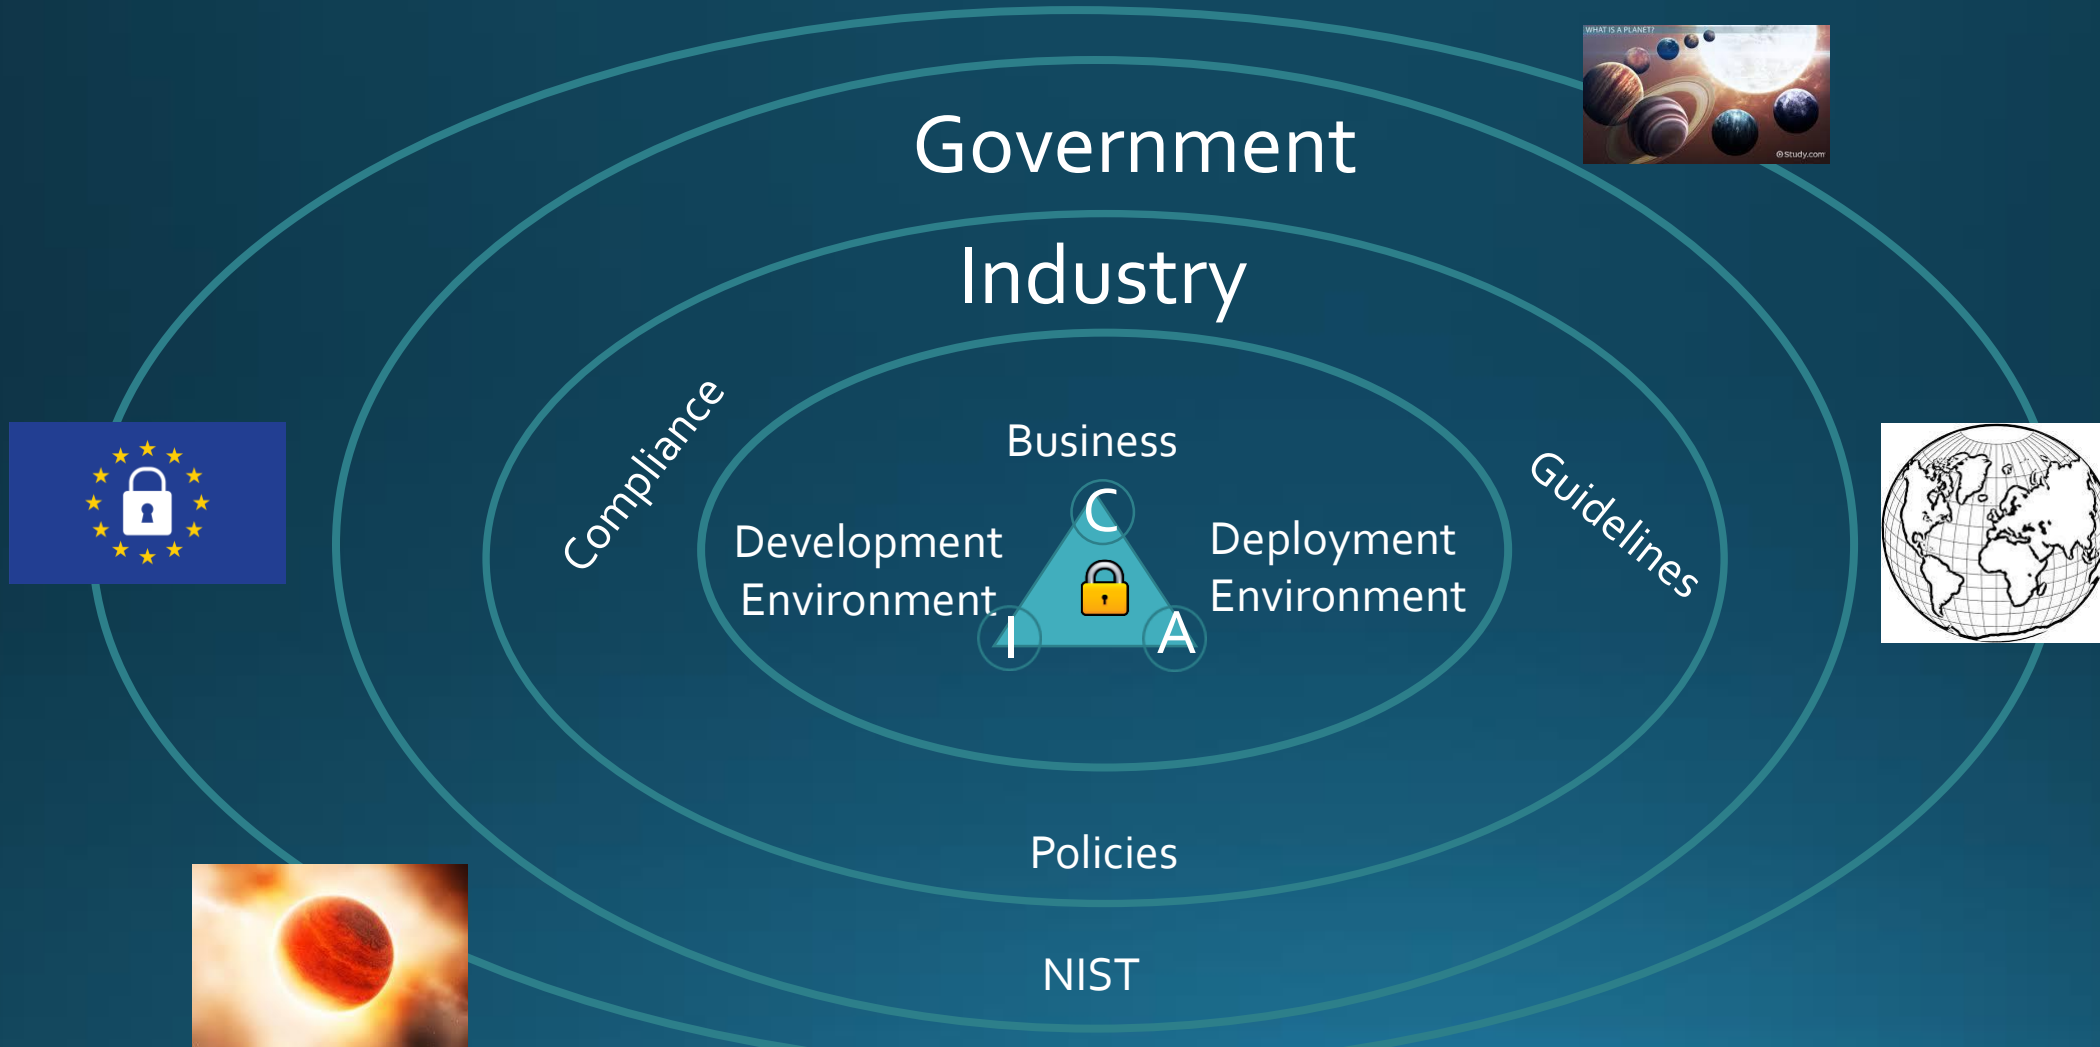 WHAT IS A PLANET?
Study.com
Government
Industry
Compliance
Guidelines
Business
C
Development
Environment
Deployment
Environment
I
A
Policies
NIST